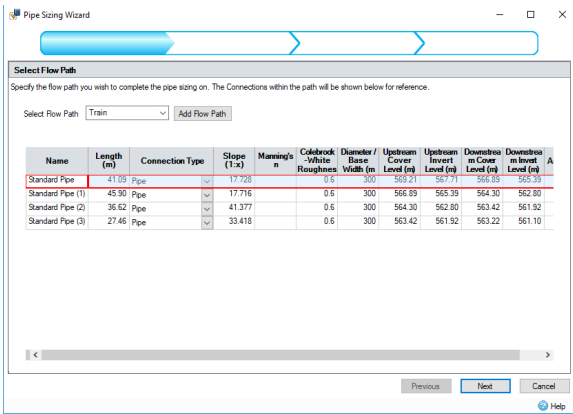 Pipe Sizing Wizard
Select Flow Path
Specify the flow path you wish to complete the pipe sizing on. The Connections within the path will be shown below for reference.
Select Flow Path Train Add Flow Path
Name Length (m) Connection Type Slope (1:x) Manning's n Colebrook -White Roughnes Diameter / Base Width (m Upstream Cover Level (m) Upstream Invert Level (m) Downstrea m Cover Level (m) Downstrea m Invert Level (m) A
Standard Pipe 41.09 Pipe 17.728 0.6 300 569.21 567.71 566.89 565.39
Standard Pipe (1) 45.90 Pipe 17.716 0.6 300 566.89 565.39 564.30 562.80
Standard Pipe (2) 36.62 Pipe 41.377 0.6 300 564.30 562.80 563.42 561.92
Standard Pipe (3) 27.46 Pipe 33.418 0.6 300 563.42 561.92 563.22 561.10
Previous Next Cancel
Help